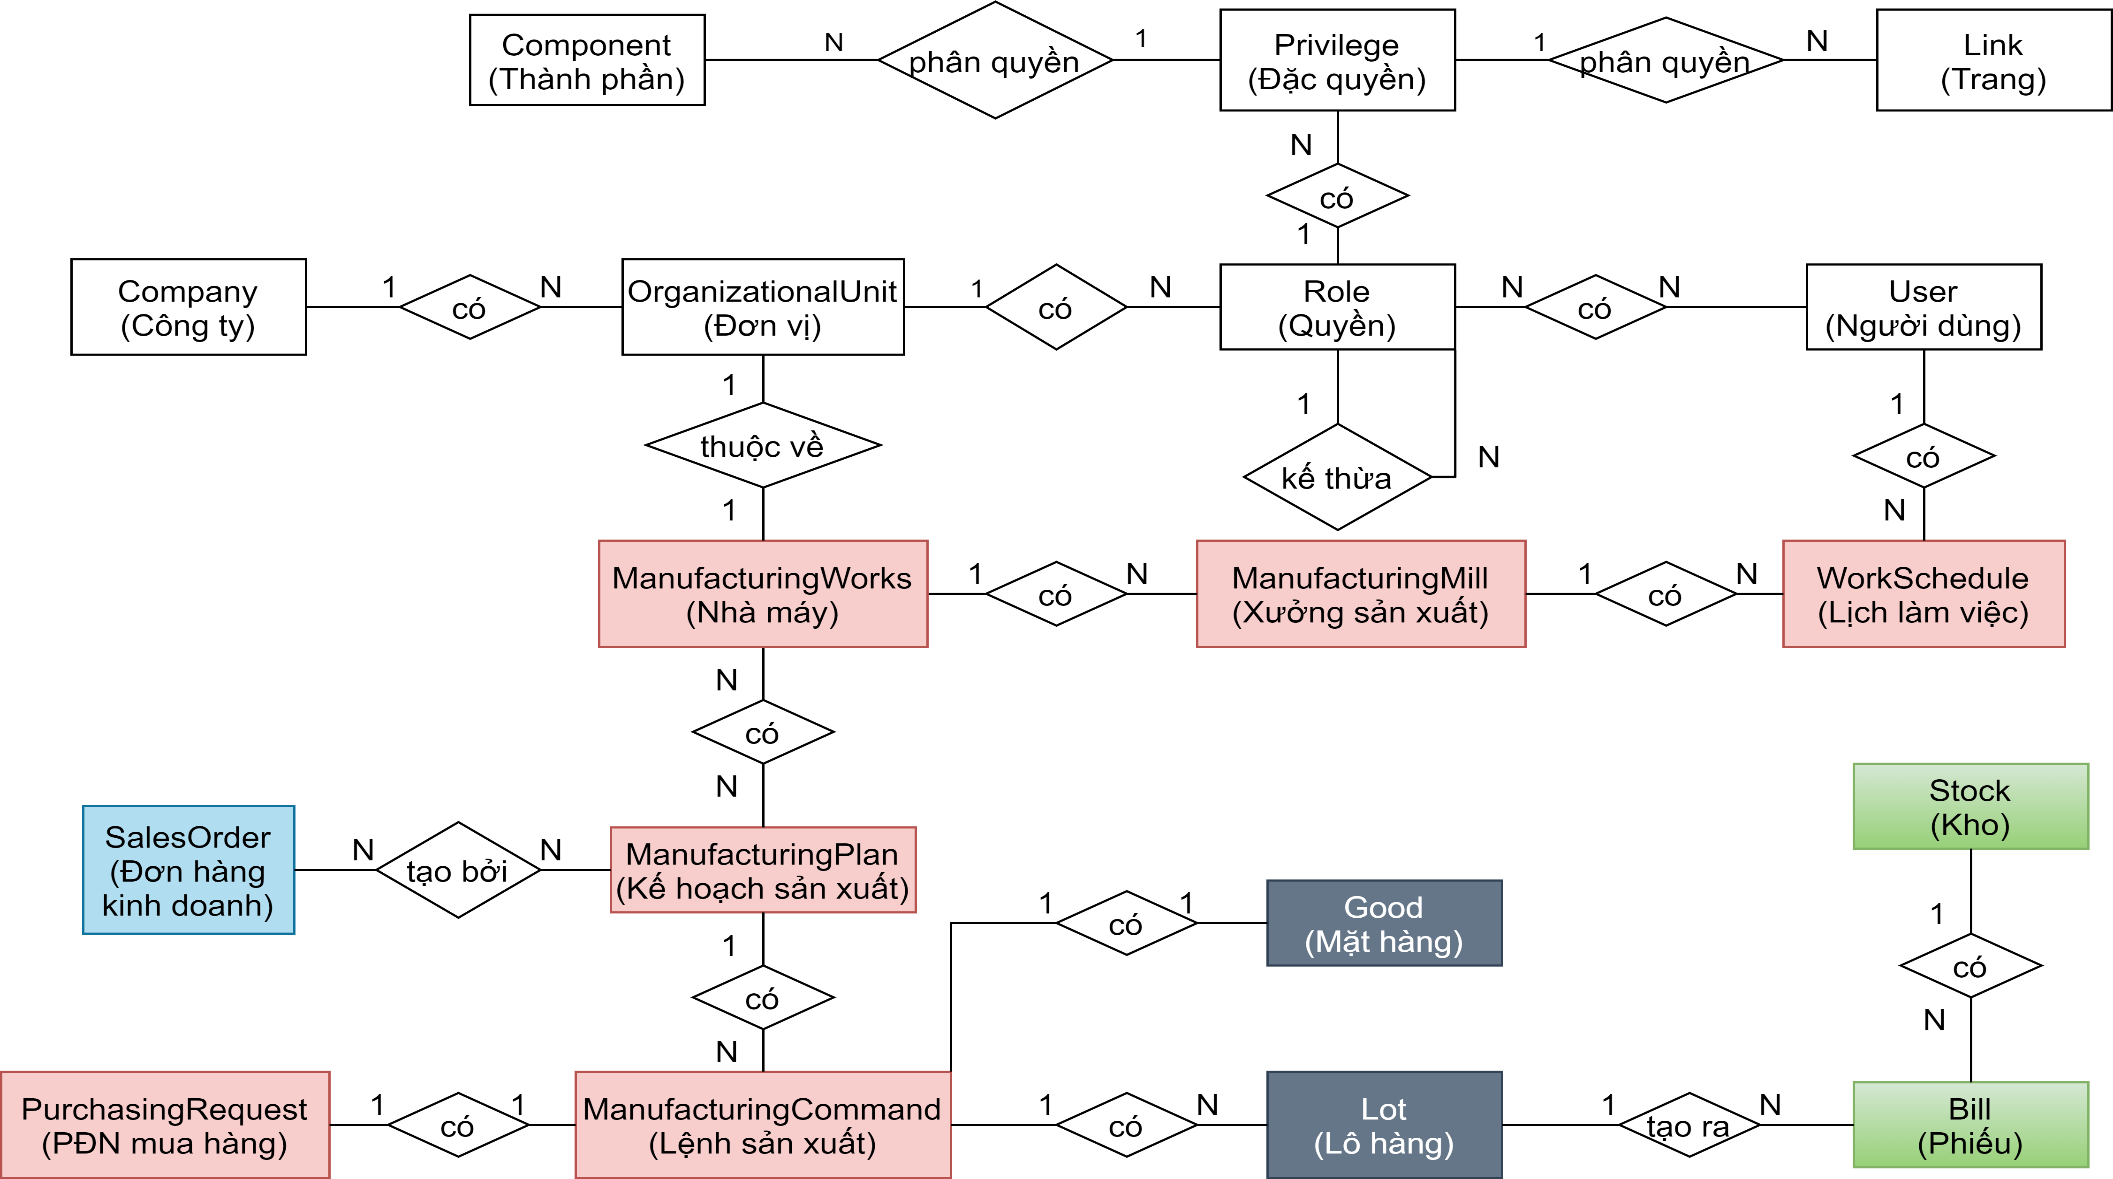 Component
(Thành phần)
N
phân quyền
1
Privilege
(Đặc quyền)
1
phân quyền
N
Link
(Trang)
N
có
1
Company
(Công ty)
1
có
N
OrganizationalUnit
(Đơn vị)
1
có
N
Role
(Quyền)
N
có
N
User
(Người dùng)
1
thuộc về
1
1
kế thừa
N
1
có
N
ManufacturingWorks
(Nhà máy)
1
có
N
ManufacturingMill
(Xưởng sản xuất)
1
có
N
WorkSchedule
(Lịch làm việc)
N
có
N
Stock
(Kho)
SalesOrder
(Đơn hàng
kinh doanh)
N
tạo bởi
N
ManufacturingPlan
(Kế hoạch sản xuất)
1
có
1
Good
(Mặt hàng)
1
có
N
1
có
N
PurchasingRequest
(PĐN mua hàng)
1
có
1
ManufacturingCommand
(Lệnh sản xuất)
1
có
N
Lot
(Lô hàng)
1
tạo ra
N
Bill
(Phiếu)